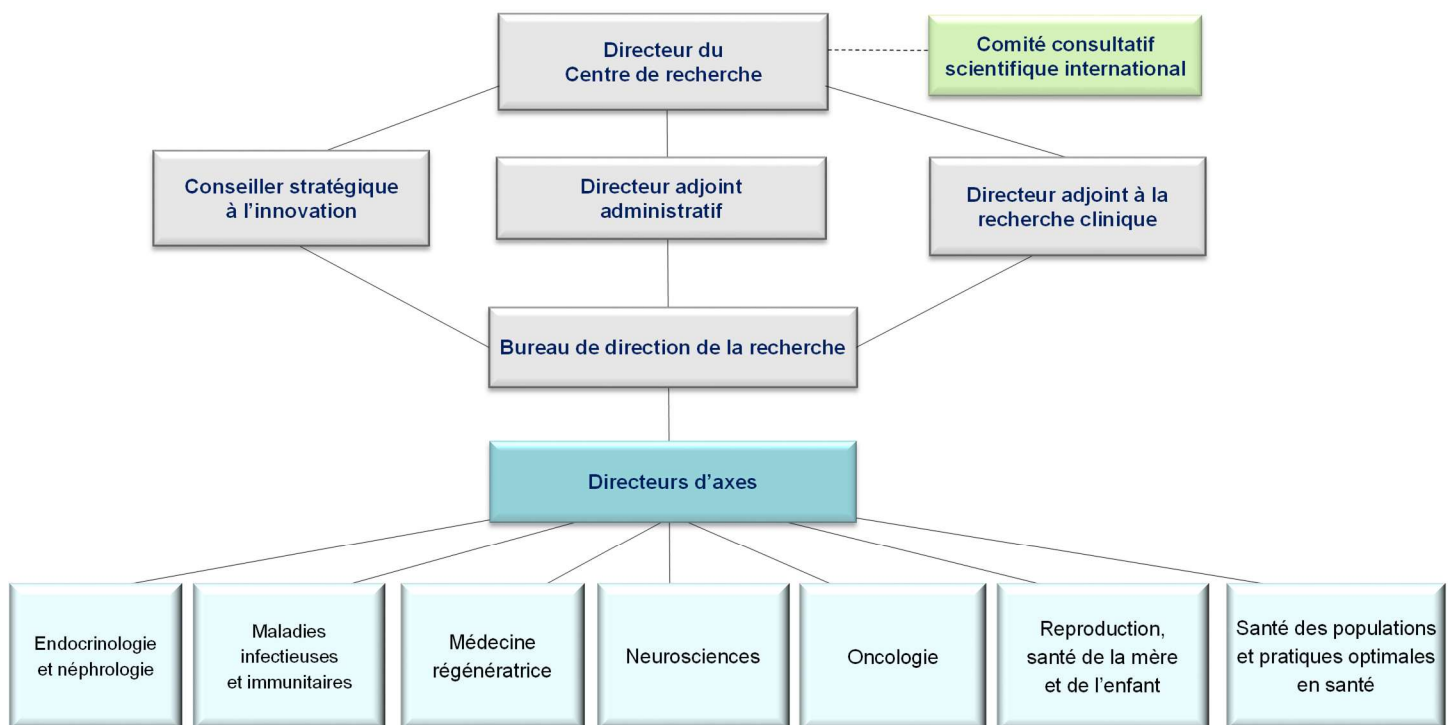 Directeur du
Centre de recherche
Comité consultatif
scientifique international
Conseiller stratégique
à l’innovation
Directeur adjoint
administratif
Directeur adjoint à la
recherche clinique
Bureau de direction de la recherche
Directeurs d’axes
Endocrinologie
et néphrologie
Maladies
infectieuses
et immunitaires
Médecine
régénératrice
Neurosciences
Oncologie
Reproduction,
santé de la mère
et de l’enfant
Santé des populations
et pratiques optimales
en santé